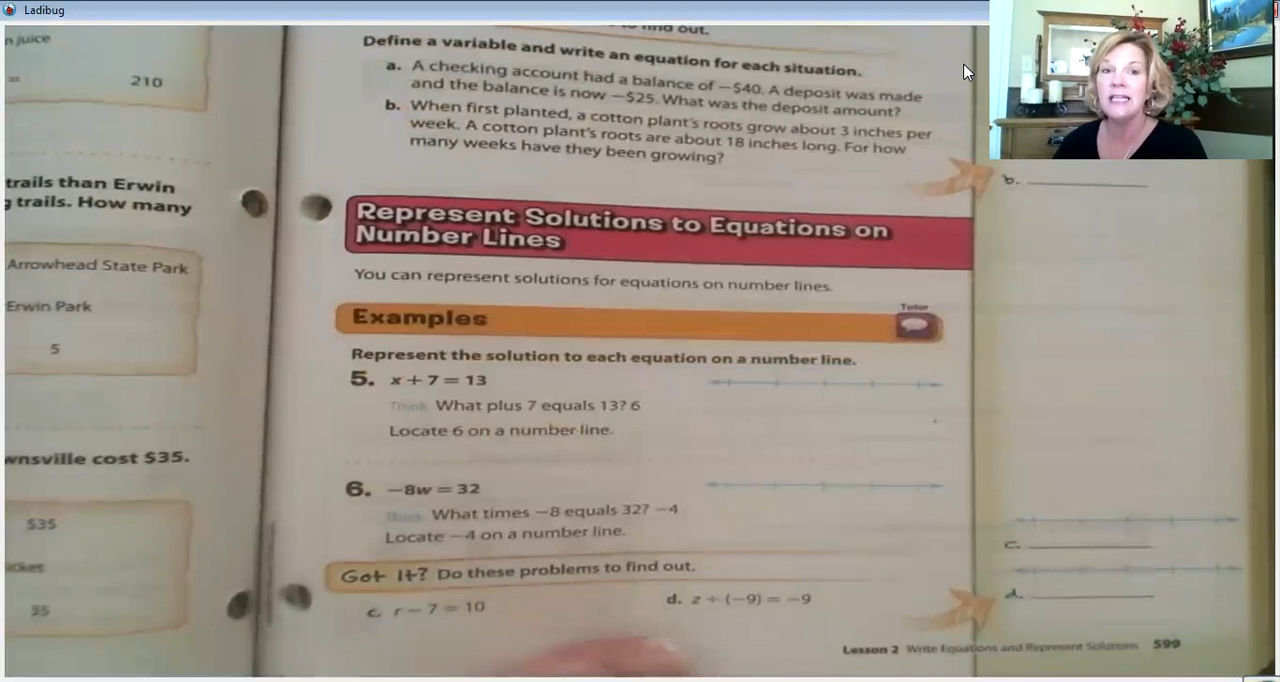 Ladibug
to find out.
n juice
=
210
trails than Erwin
g trails. How many
Arrowhead State Park
Erwin Park
5
wnsville cost $35.
$35
icket
35
Define a variable and write an equation for each situation.
a. A checking account had a balance of −$40. A deposit was made
and the balance is now −$25. What was the deposit amount?
b. When first planted, a cotton plant's roots grow about 3 inches per
week. A cotton plant's roots are about 18 inches long. For how
many weeks have they been growing?
b.
Represent Solutions to Equations on
Number Lines
You can represent solutions for equations on number lines.
Examples
Tutor
Represent the solution to each equation on a number line.
5. x + 7 = 13
Think What plus 7 equals 13? 6
Locate 6 on a number line.
6. −8w = 32
Think What times −8 equals 32? −4
Locate −4 on a number line.
Got It? Do these problems to find out.
c. r − 7 = 10
d. z ÷ (−9) = −9
c.
d.
Lesson 2 Write Equations and Represent Solutions 599